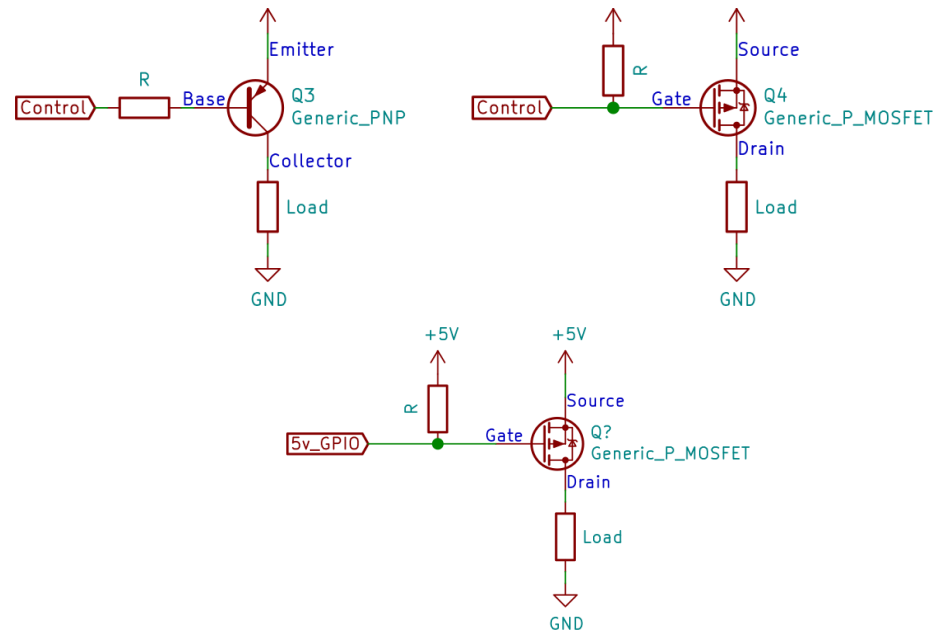 Emitter
R
Control
Base
Q3
Generic_PNP
Collector
Load
GND
R
Source
Control
Gate
Q4
Generic_P_MOSFET
Drain
Load
GND
+5V
+5V
R
Source
5v_GPIO
Gate
Q?
Generic_P_MOSFET
Drain
Load
GND